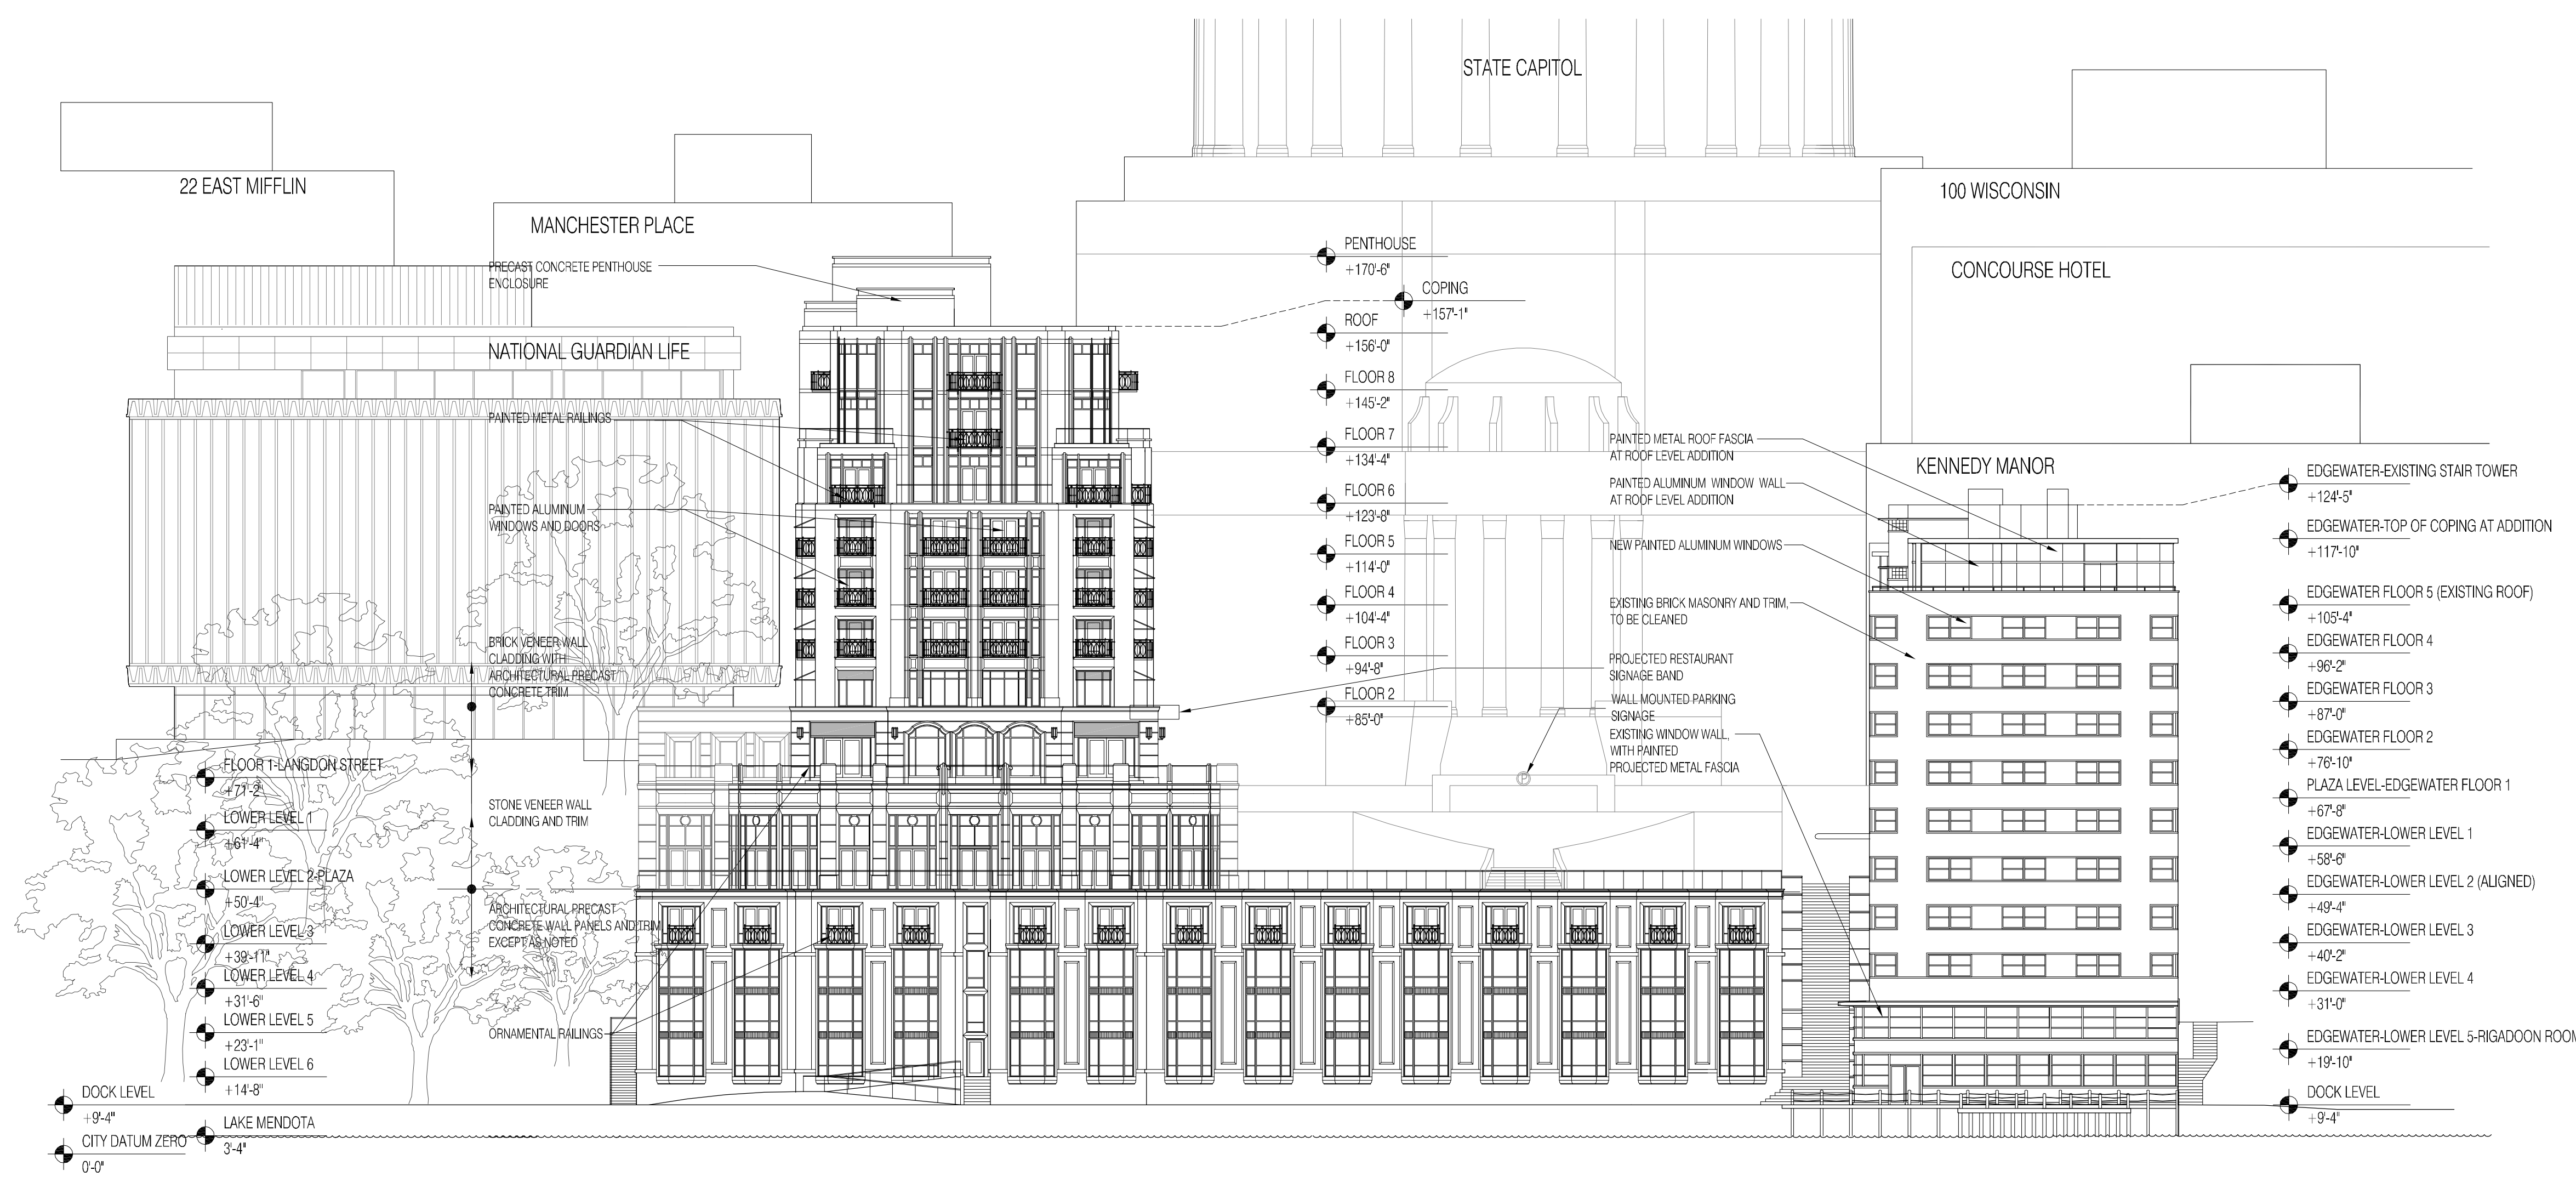 STATE CAPITOL
22 EAST MIFFLIN
100 WISCONSIN
MANCHESTER PLACE
CONCOURSE HOTEL
PRECAST CONCRETE PENTHOUSE
ENCLOSURE
NATIONAL GUARDIAN LIFE
PAINTED METAL RAILINGS
PAINTED ALUMINUM
WINDOWS AND DOORS
BRICK VENEER WALL
CLADDING WITH
ARCHITECTURAL PRECAST
CONCRETE TRIM
STONE VENEER WALL
CLADDING AND TRIM
ARCHITECTURAL PRECAST
CONCRETE WALL PANELS AND TRIM
EXCEPT AS NOTED
ORNAMENTAL RAILINGS
FLOOR 1-LANGDON STREET
+71'-2"
LOWER LEVEL 1
+61'-4"
LOWER LEVEL 2-PLAZA
+50'-4"
LOWER LEVEL 3
+39'-11"
LOWER LEVEL 4
+31'-6"
LOWER LEVEL 5
+23'-1"
LOWER LEVEL 6
+14'-8"
DOCK LEVEL
+9'-4"
LAKE MENDOTA
3'-4"
CITY DATUM ZERO
0'-0"
PENTHOUSE
+170'-6"
COPING
+157'-1"
ROOF
+156'-0"
FLOOR 8
+145'-2"
FLOOR 7
+134'-4"
FLOOR 6
+123'-8"
FLOOR 5
+114'-0"
FLOOR 4
+104'-4"
FLOOR 3
+94'-8"
FLOOR 2
+85'-0"
PAINTED METAL ROOF FASCIA
AT ROOF LEVEL ADDITION
PAINTED ALUMINUM WINDOW WALL
AT ROOF LEVEL ADDITION
NEW PAINTED ALUMINUM WINDOWS
EXISTING BRICK MASONRY AND TRIM,
TO BE CLEANED
PROJECTED RESTAURANT
SIGNAGE BAND
WALL MOUNTED PARKING
SIGNAGE
EXISTING WINDOW WALL,
WITH PAINTED
PROJECTED METAL FASCIA
P
KENNEDY MANOR
EDGEWATER-EXISTING STAIR TOWER
+124'-5"
EDGEWATER-TOP OF COPING AT ADDITION
+117'-10"
EDGEWATER FLOOR 5 (EXISTING ROOF)
+105'-4"
EDGEWATER FLOOR 4
+96'-2"
EDGEWATER FLOOR 3
+87'-0"
EDGEWATER FLOOR 2
+76'-10"
PLAZA LEVEL-EDGEWATER FLOOR 1
+67'-8"
EDGEWATER-LOWER LEVEL 1
+58'-6"
EDGEWATER-LOWER LEVEL 2 (ALIGNED)
+49'-4"
EDGEWATER-LOWER LEVEL 3
+40'-2"
EDGEWATER-LOWER LEVEL 4
+31'-0"
EDGEWATER-LOWER LEVEL 5-RIGADOON ROOM
+19'-10"
DOCK LEVEL
+9'-4"